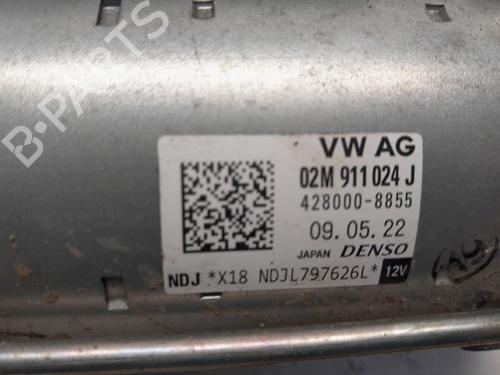 B-PARTS
VW AG
02M 911 024 J
428000-8855
09.05.22
JAPAN DENSO
NDJ *X18 NDJL797626L* 12V